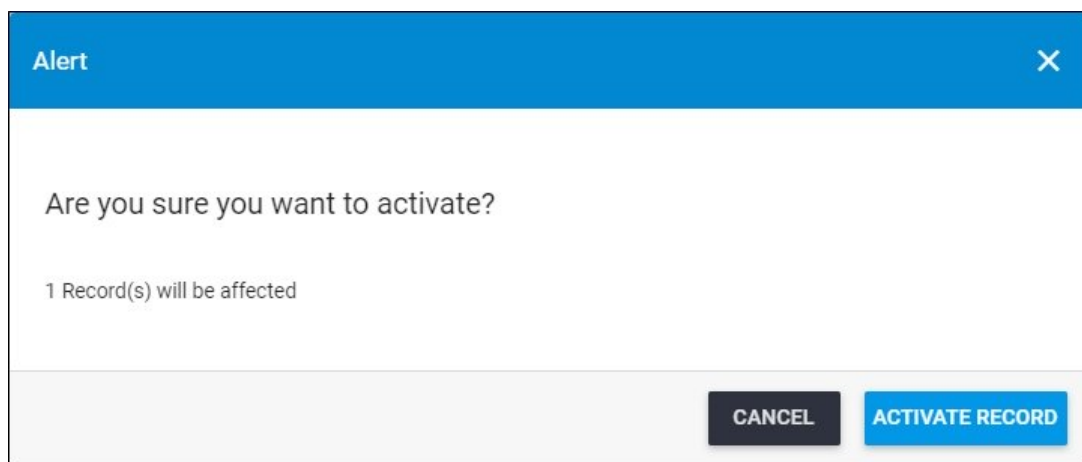 Alert
Are you sure you want to activate?
1 Record(s) will be affected
CANCEL ACTIVATE RECORD